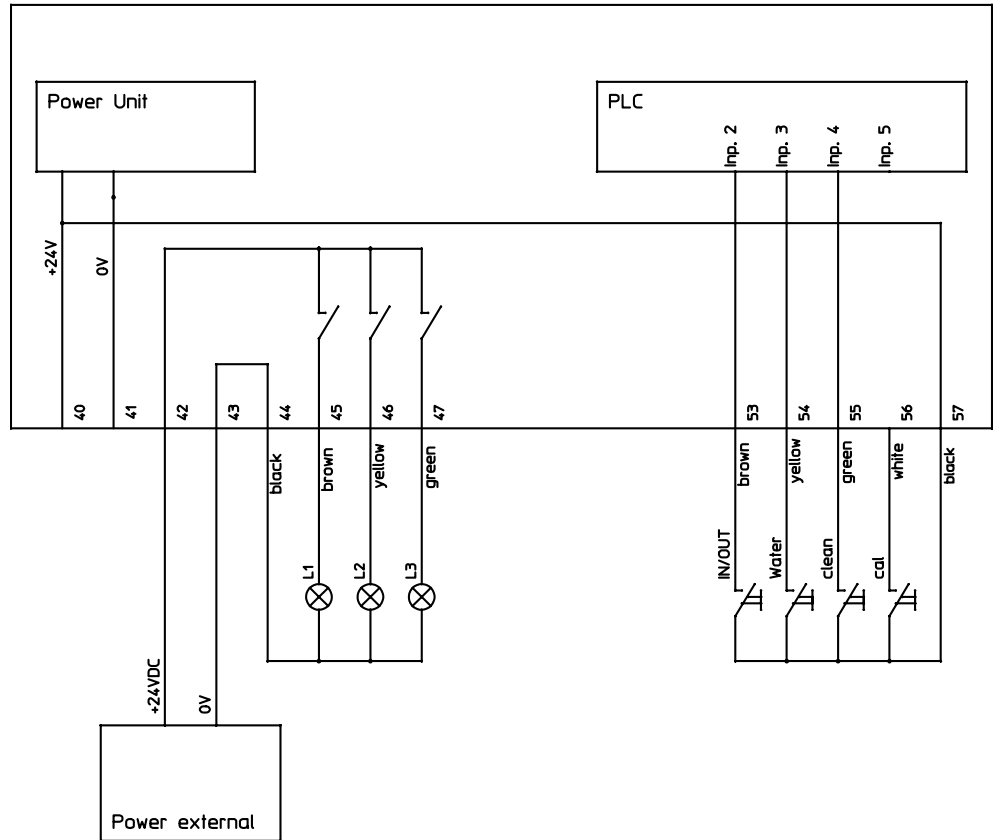 Power Unit
PLC
Inp. 2
Inp. 3
Inp. 4
Inp. 5
+24V
0V
40
41
42
43
44
45
46
47
53
54
55
56
57
black
brown
yellow
green
brown
yellow
green
white
black
L1
L2
L3
IN/OUT
Water
clean
cal
+24VDC
0V
Power external